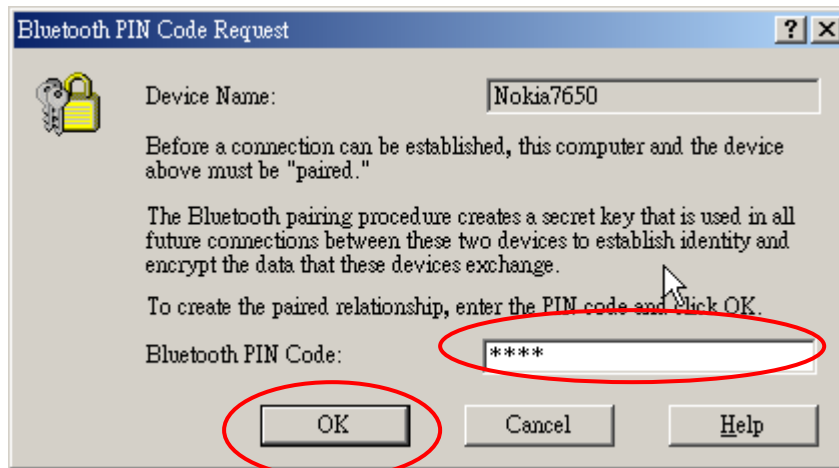 Bluetooth PIN Code Request
Device Name: Nokia7650
Before a connection can be established, this computer and the device
above must be "paired."
The Bluetooth pairing procedure creates a secret key that is used in all
future connections between these two devices to establish identity and
encrypt the data that these devices exchange.
To create the paired relationship, enter the PIN code and click OK.
Bluetooth PIN Code: ****
OK Cancel Help